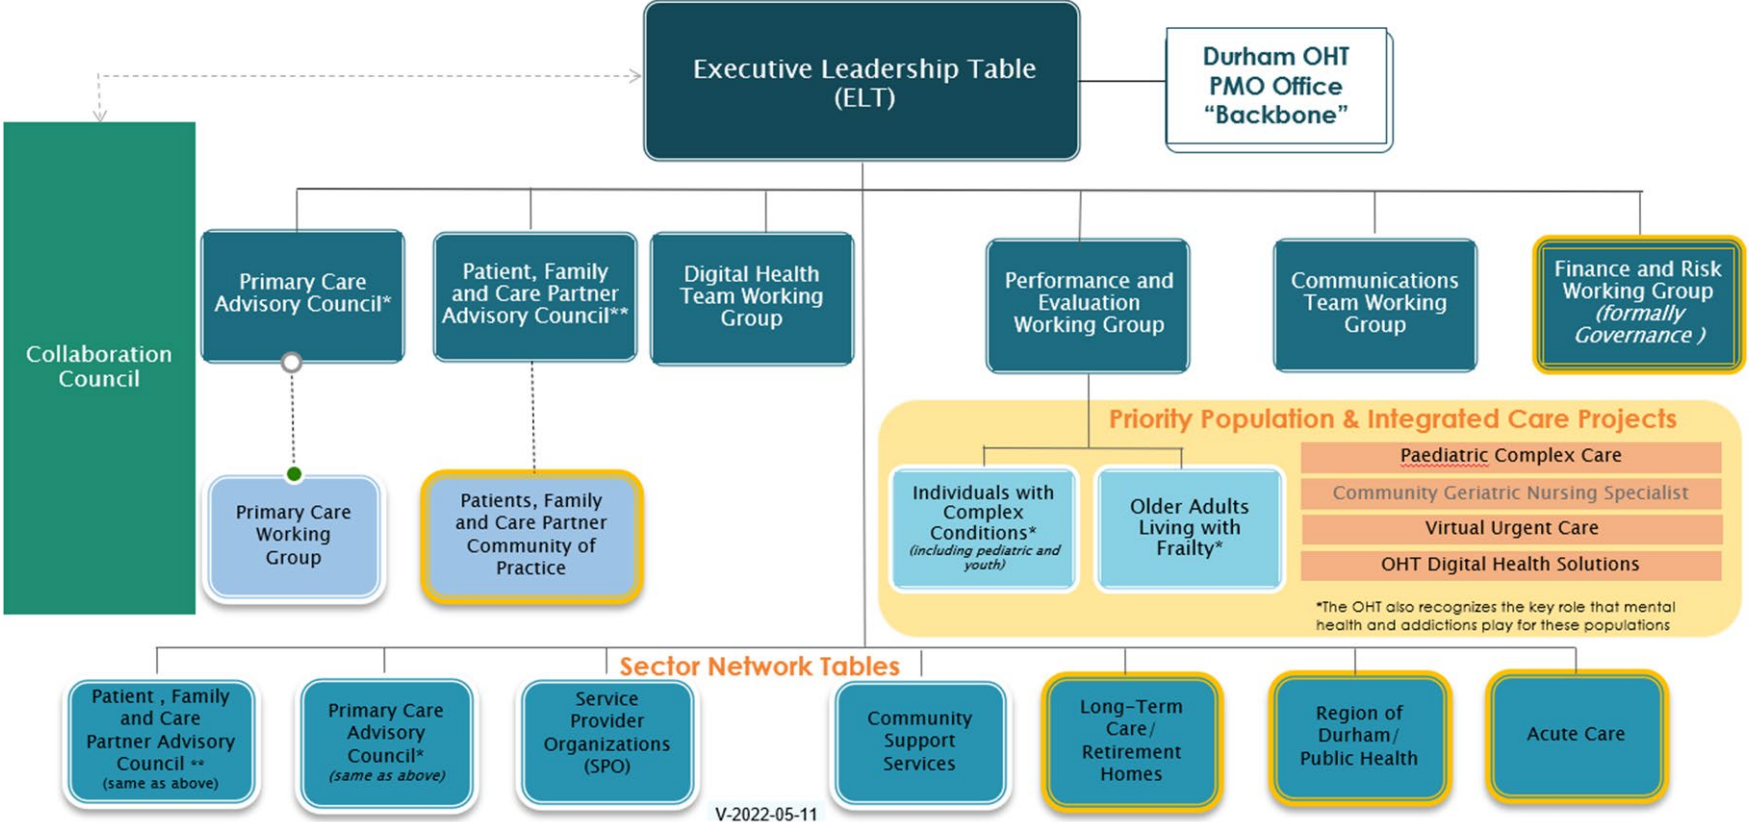 Executive Leadership Table
(ELT)
Durham OHT
PMO Office
“Backbone”
Collaboration
Council
Primary Care
Advisory Council*
Patient, Family
and Care Partner
Advisory Council**
Digital Health
Team Working
Group
Performance and
Evaluation
Working Group
Communications
Team Working
Group
Finance and Risk
Working Group
(formally
Governance )
Primary Care
Working
Group
Patients, Family
and Care Partner
Community of
Practice
Priority Population & Integrated Care Projects
Individuals with
Complex
Conditions*
(including pediatric and
youth)
Older Adults
Living with
Frailty*
Paediatric Complex Care
Community Geriatric Nursing Specialist
Virtual Urgent Care
OHT Digital Health Solutions
*The OHT also recognizes the key role that mental
health and addictions play for these populations
Sector Network Tables
Patient , Family
and Care
Partner Advisory
Council **
(same as above)
Primary Care
Advisory
Council*
(same as above)
Service
Provider
Organizations
(SPO)
Community
Support
Services
Long-Term
Care/
Retirement
Homes
Region of
Durham/
Public Health
Acute Care
V-2022-05-11